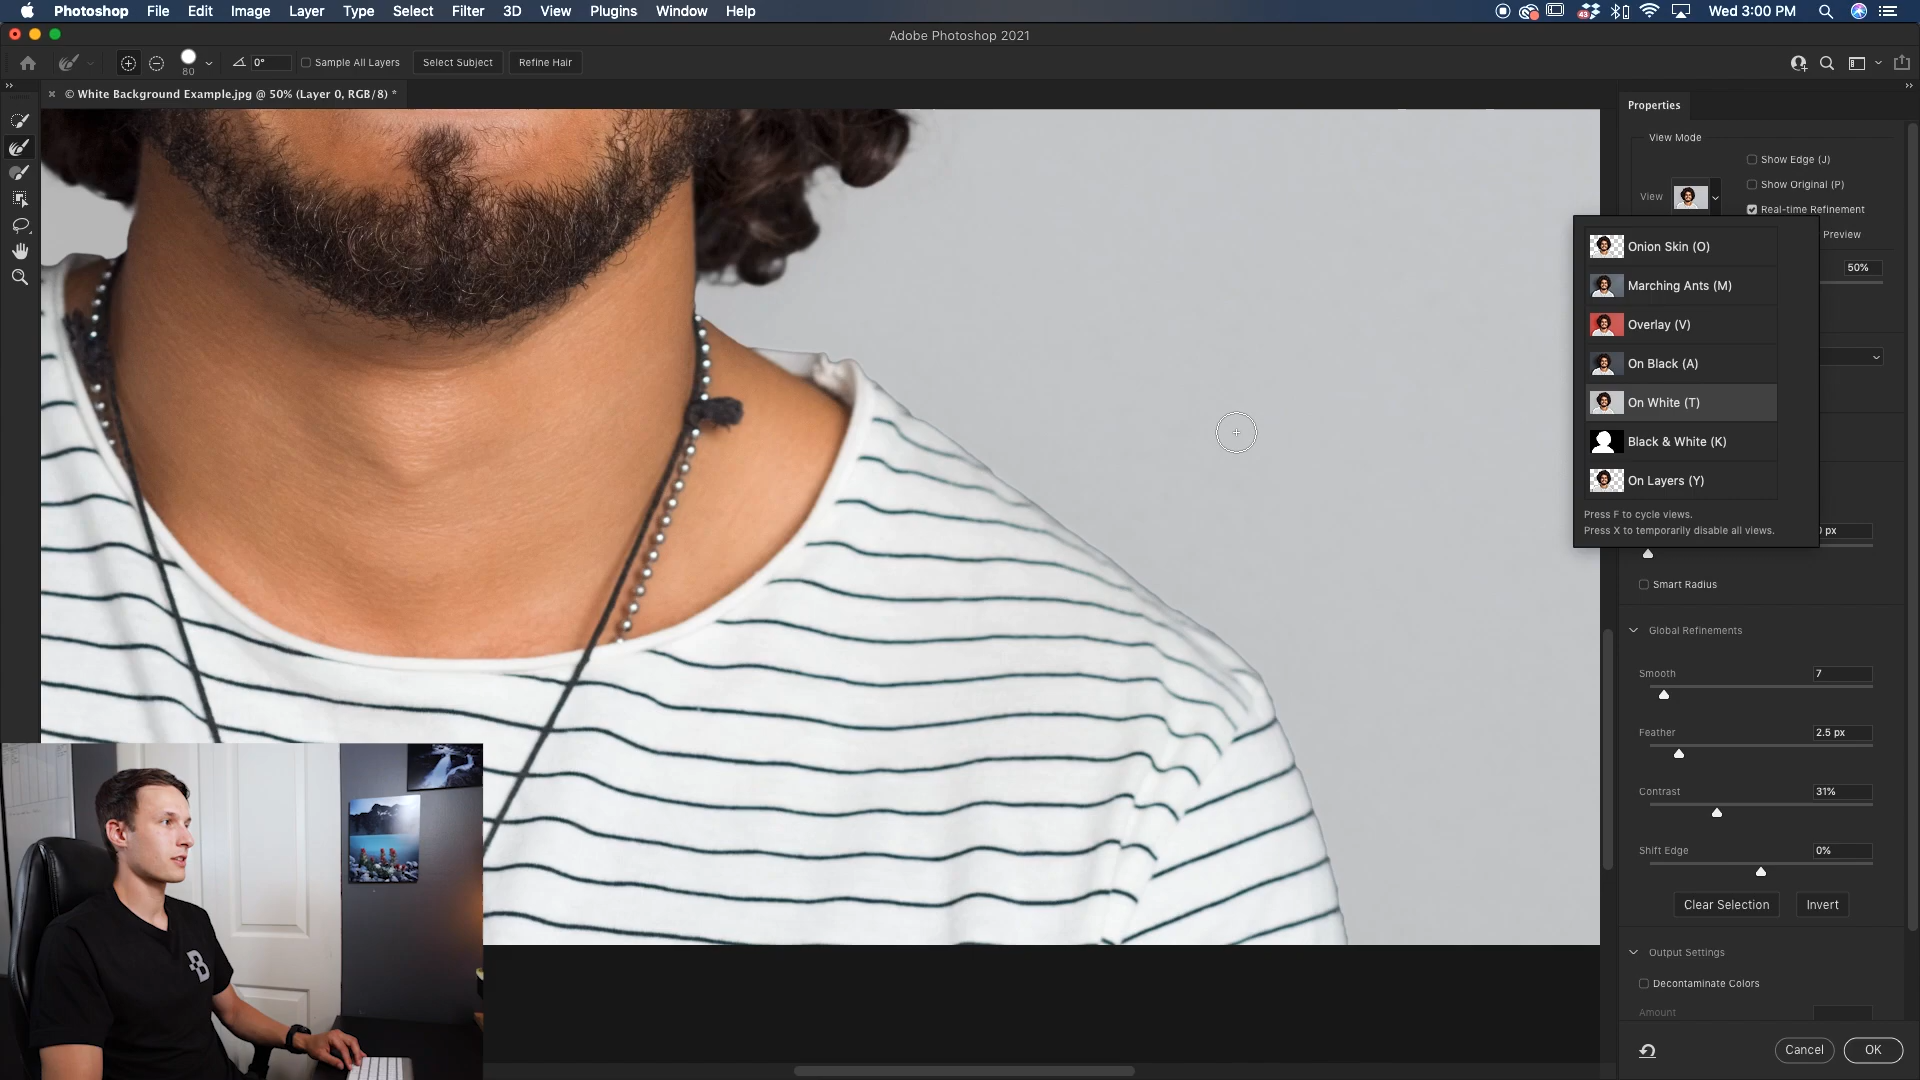 Photoshop File Edit Image Layer Type Select Filter 3D View Plugins Window Help
43
Wed 3:00 PM
Adobe Photoshop 2021
80
0°
Sample All Layers
Select Subject
Refine Hair
© White Background Example.jpg @ 50% (Layer 0, RGB/8) *
Properties
View Mode
Show Edge (J)
Show Original (P)
View
Real-time Refinement
Preview
50%
Onion Skin (O)
Marching Ants (M)
Overlay (V)
On Black (A)
On White (T)
Black & White (K)
On Layers (Y)
Press F to cycle views.
Press X to temporarily disable all views.
px
Smart Radius
Global Refinements
Smooth 7
Feather 2.5 px
Contrast 31%
Shift Edge 0%
Clear Selection
Invert
Output Settings
Decontaminate Colors
Amount
Cancel
OK
B